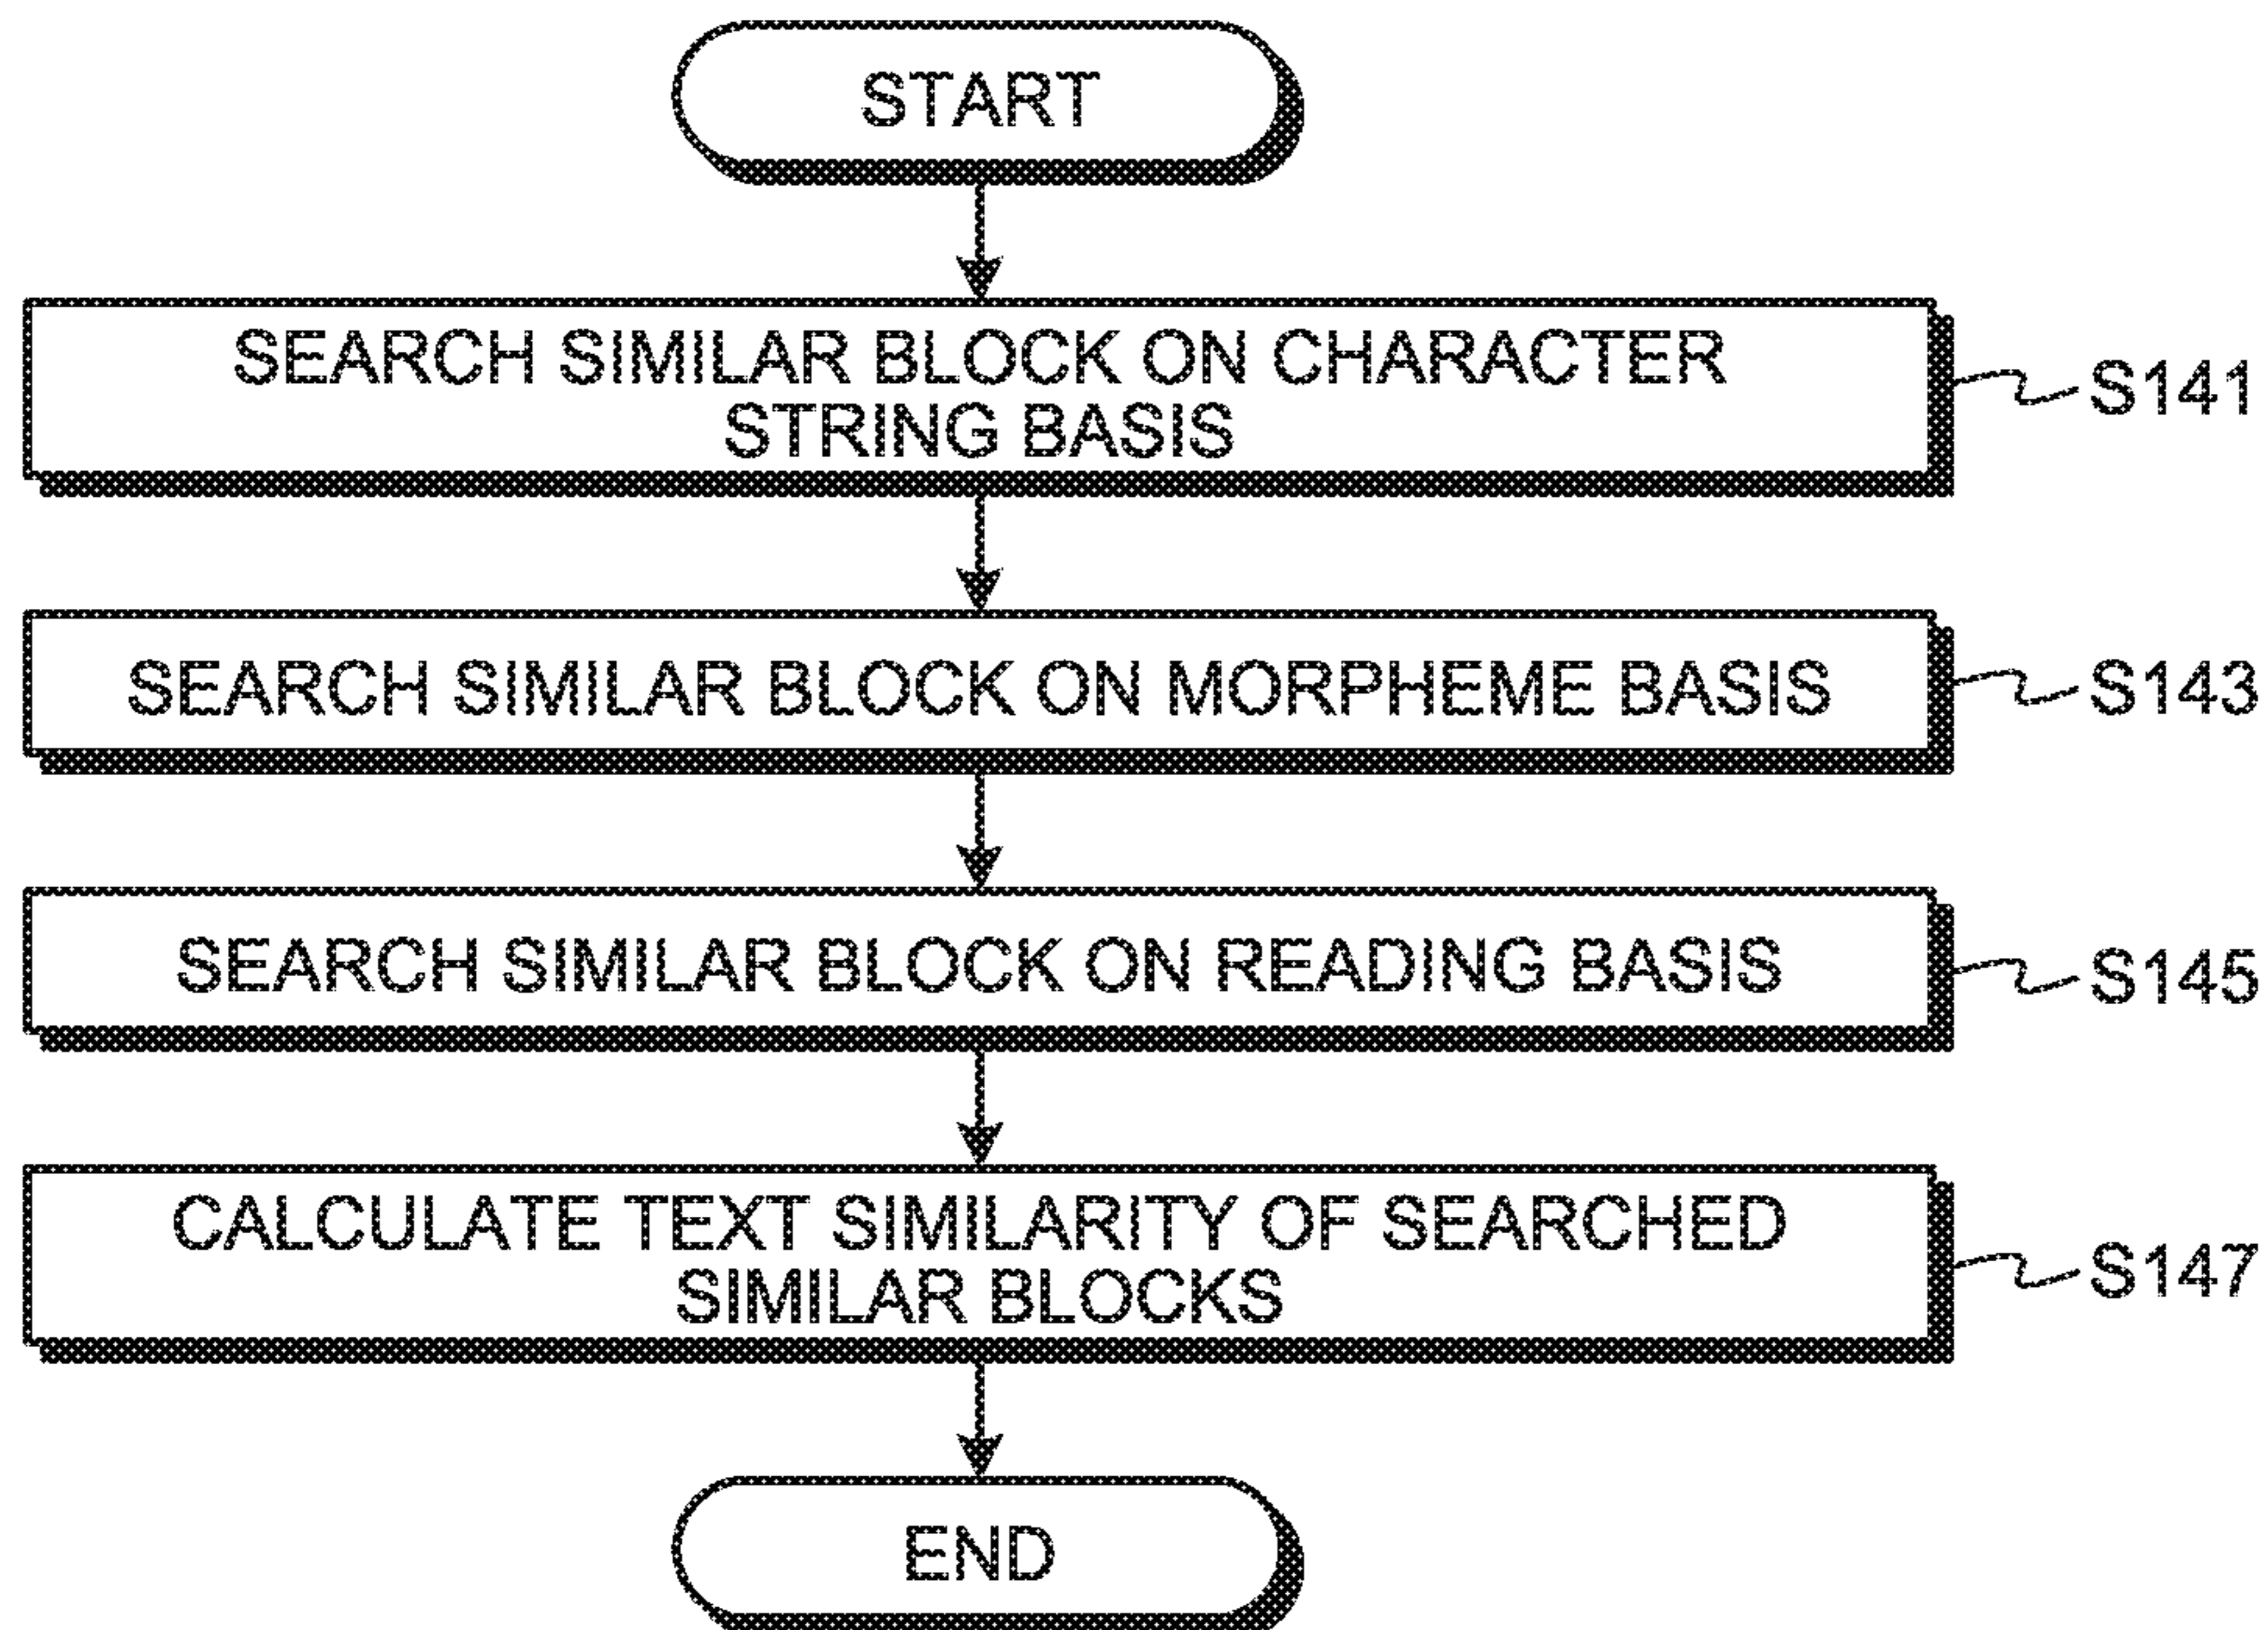 START
SEARCH SIMILAR BLOCK ON CHARACTER
STRING BASIS
S141
SEARCH SIMILAR BLOCK ON MORPHEME BASIS
S143
SEARCH SIMILAR BLOCK ON READING BASIS
S145
CALCULATE TEXT SIMILARITY OF SEARCHED
SIMILAR BLOCKS
S147
END